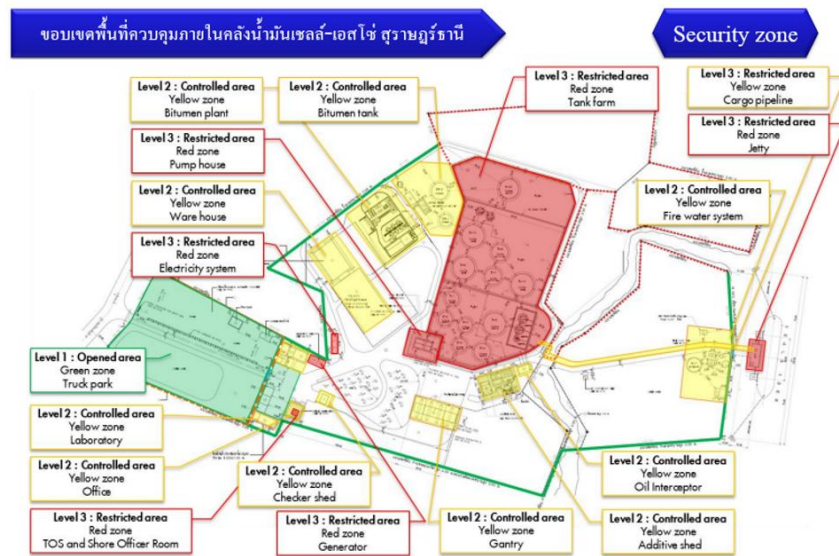 ขอบเขตพื้นที่ควบคุมภายในคลังน้ำมันเชลล์-เอสโซ่ สุราษฎร์ธานี
Security zone
Level 2 : Controlled area
Yellow zone
Bitumen plant
Level 2 : Controlled area
Yellow zone
Bitumen tank
Level 3 : Restricted area
Red zone
Tank farm
Level 3 : Restricted area
Yellow zone
Cargo pipeline
Level 3 : Restricted area
Red zone
Pump house
Level 3 : Restricted area
Red zone
Jetty
Level 2 : Controlled area
Yellow zone
Ware house
Level 2 : Controlled area
Yellow zone
Fire water system
Level 3 : Restricted area
Red zone
Electricity system
Level 1 : Opened area
Green zone
Truck park
Level 2 : Controlled area
Yellow zone
Laboratory
Level 2 : Controlled area
Yellow zone
Office
Level 2 : Controlled area
Yellow zone
Checker shed
Level 2 : Controlled area
Yellow zone
Oil Interceptor
Level 3 : Restricted area
Red zone
TOS and Shore Officer Room
Level 3 : Restricted area
Red zone
Generator
Level 2 : Controlled area
Yellow zone
Gantry
Level 2 : Controlled area
Yellow zone
Additive shed